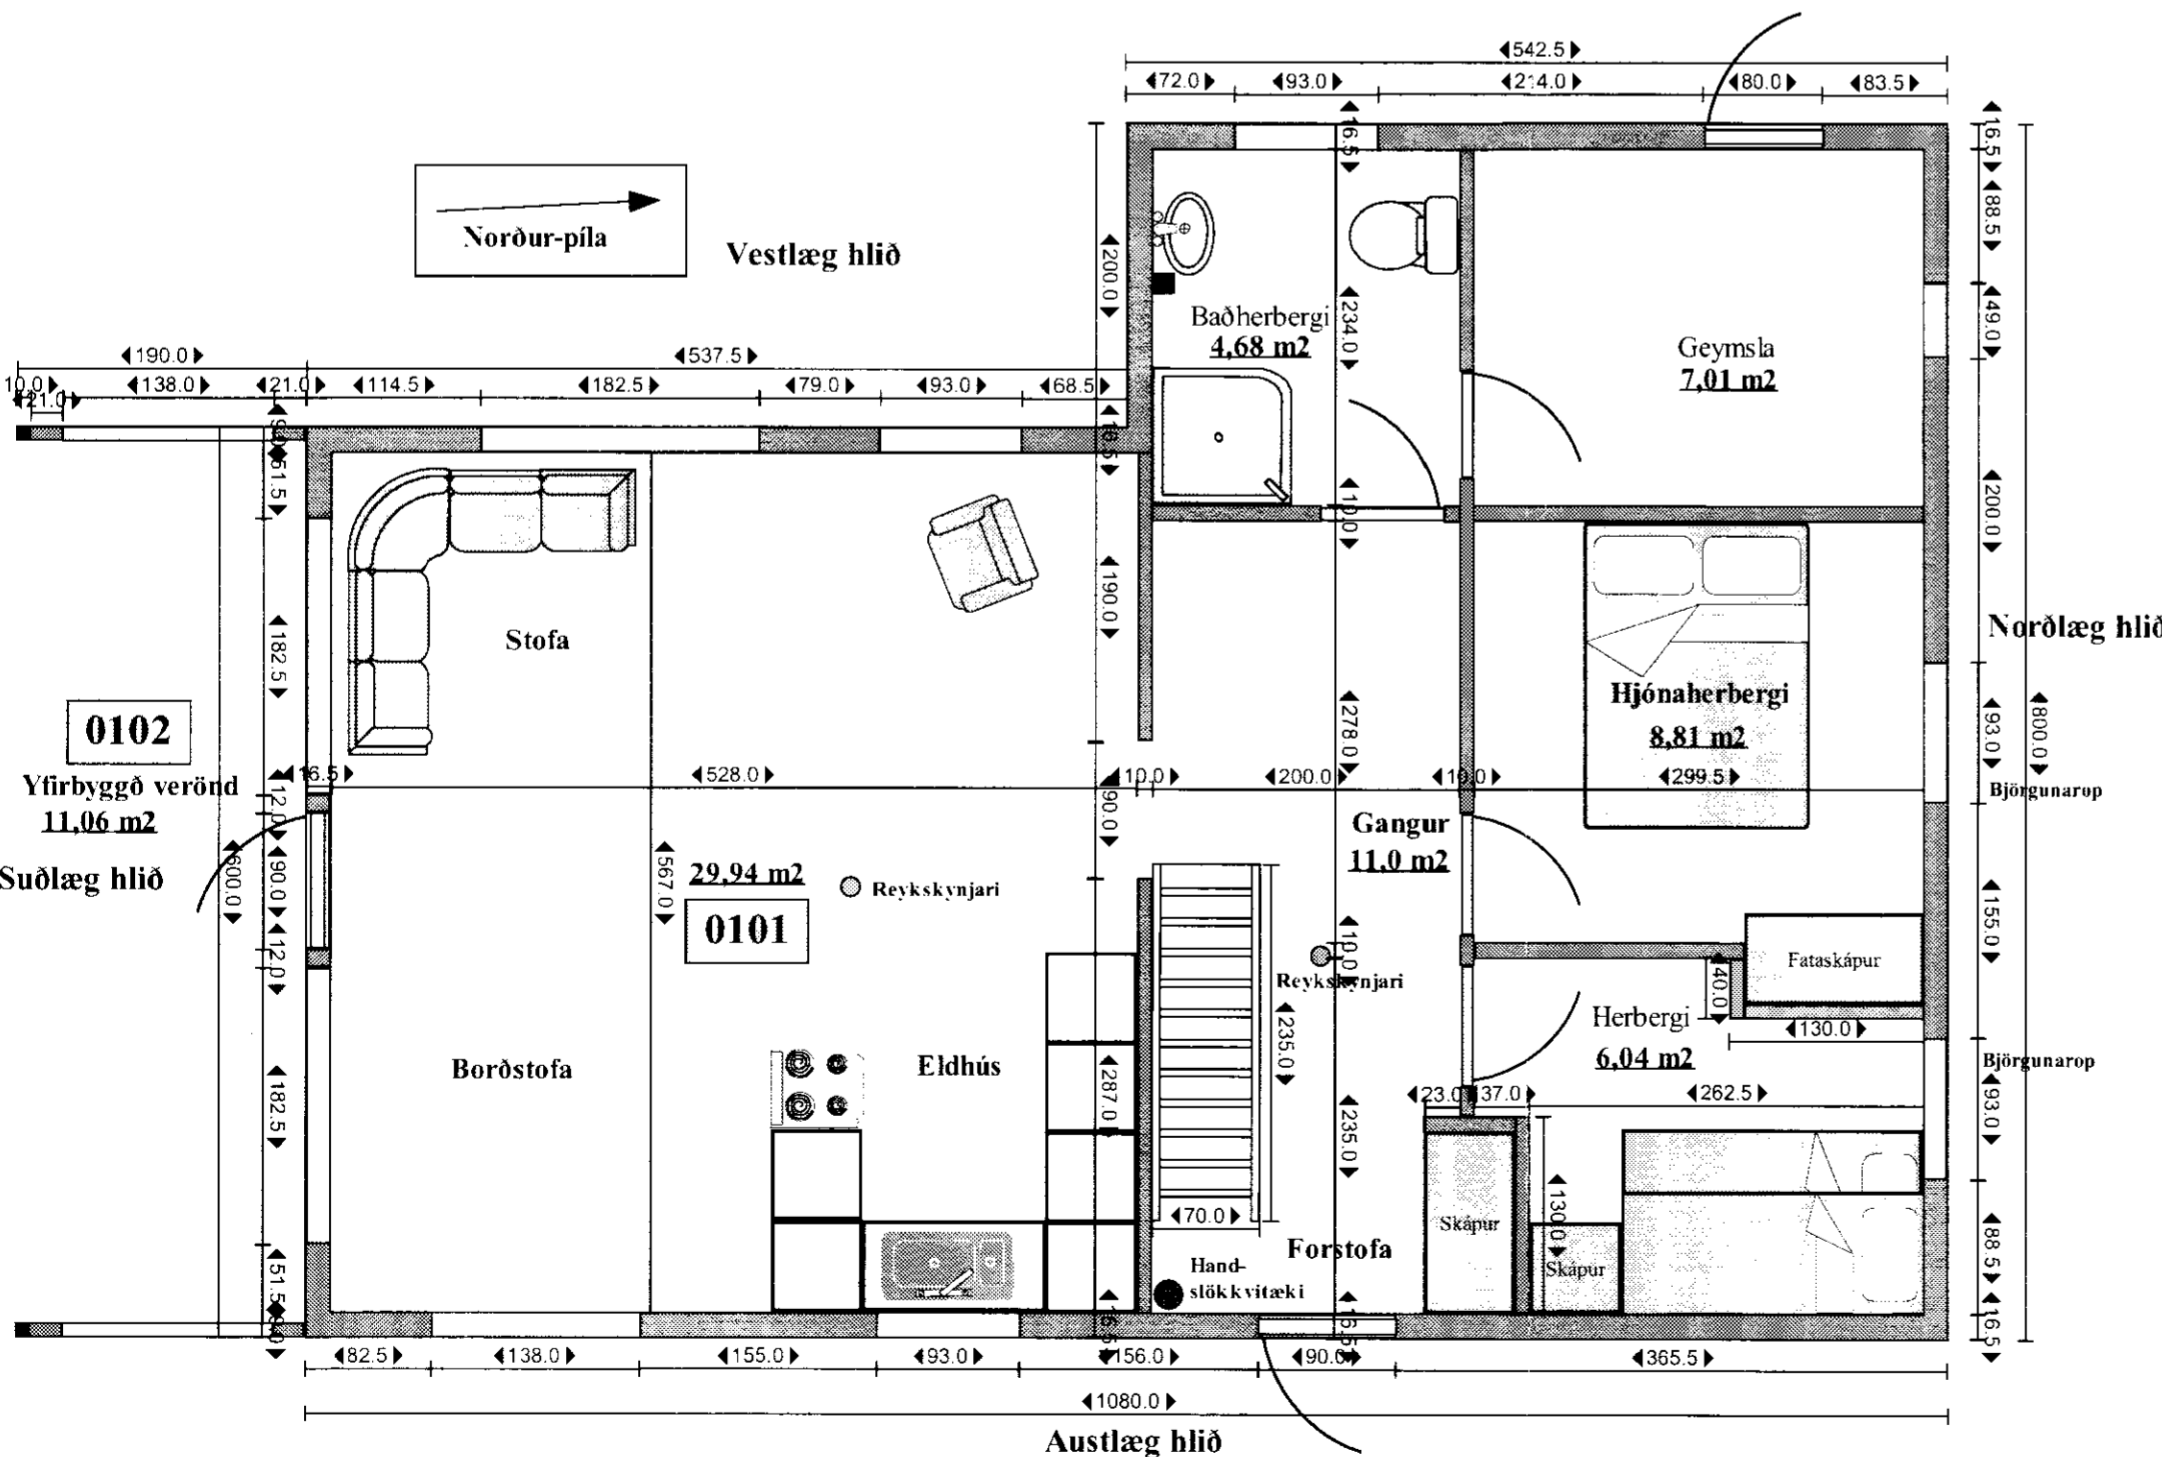 542.5
72.0 93.0 214.0 80.0 83.5
16.5
16.5
Norður-píla
Vestlæg hlið
200.0
88.5
Baðherbergi
4,68 m2
234.0
49.0
Geymsla
7,01 m2
190.0 537.5
10.0 138.0 21.0 114.5 182.5 79.0 93.0 68.5
21.0
16.5
51.5
10.0
200.0
190.0
Stofa
182.5
Norðlæg hlið
Hjónaherbergi
8,81 m2
278.0
93.0
800.0
0102
Yfirbyggð verönd
11,06 m2
16.5 528.0 10.0 200.0 10.0 299.5
Björgunarop
12.0
90.0
Gangur
11,0 m2
Suðlæg hlið
600.0
90.0
567.0
29,94 m2
Reykskynjari
0101
155.0
12.0
10.0
Reykskynjari
Fataskápur
40.0
Herbergi
6,04 m2
130.0
235.0
Borðstofa
Eldhús
Björgunarop
182.5
287.0
23.0 37.0 262.5
93.0
235.0
70.0
Skápur
130.0
Skápur
Forstofa
88.5
Hand-
slökkvitæki
51.5
16.5
16.5
16.5
82.5 138.0 155.0 93.0 156.0 90.0 365.5
1080.0
Austlæg hlið